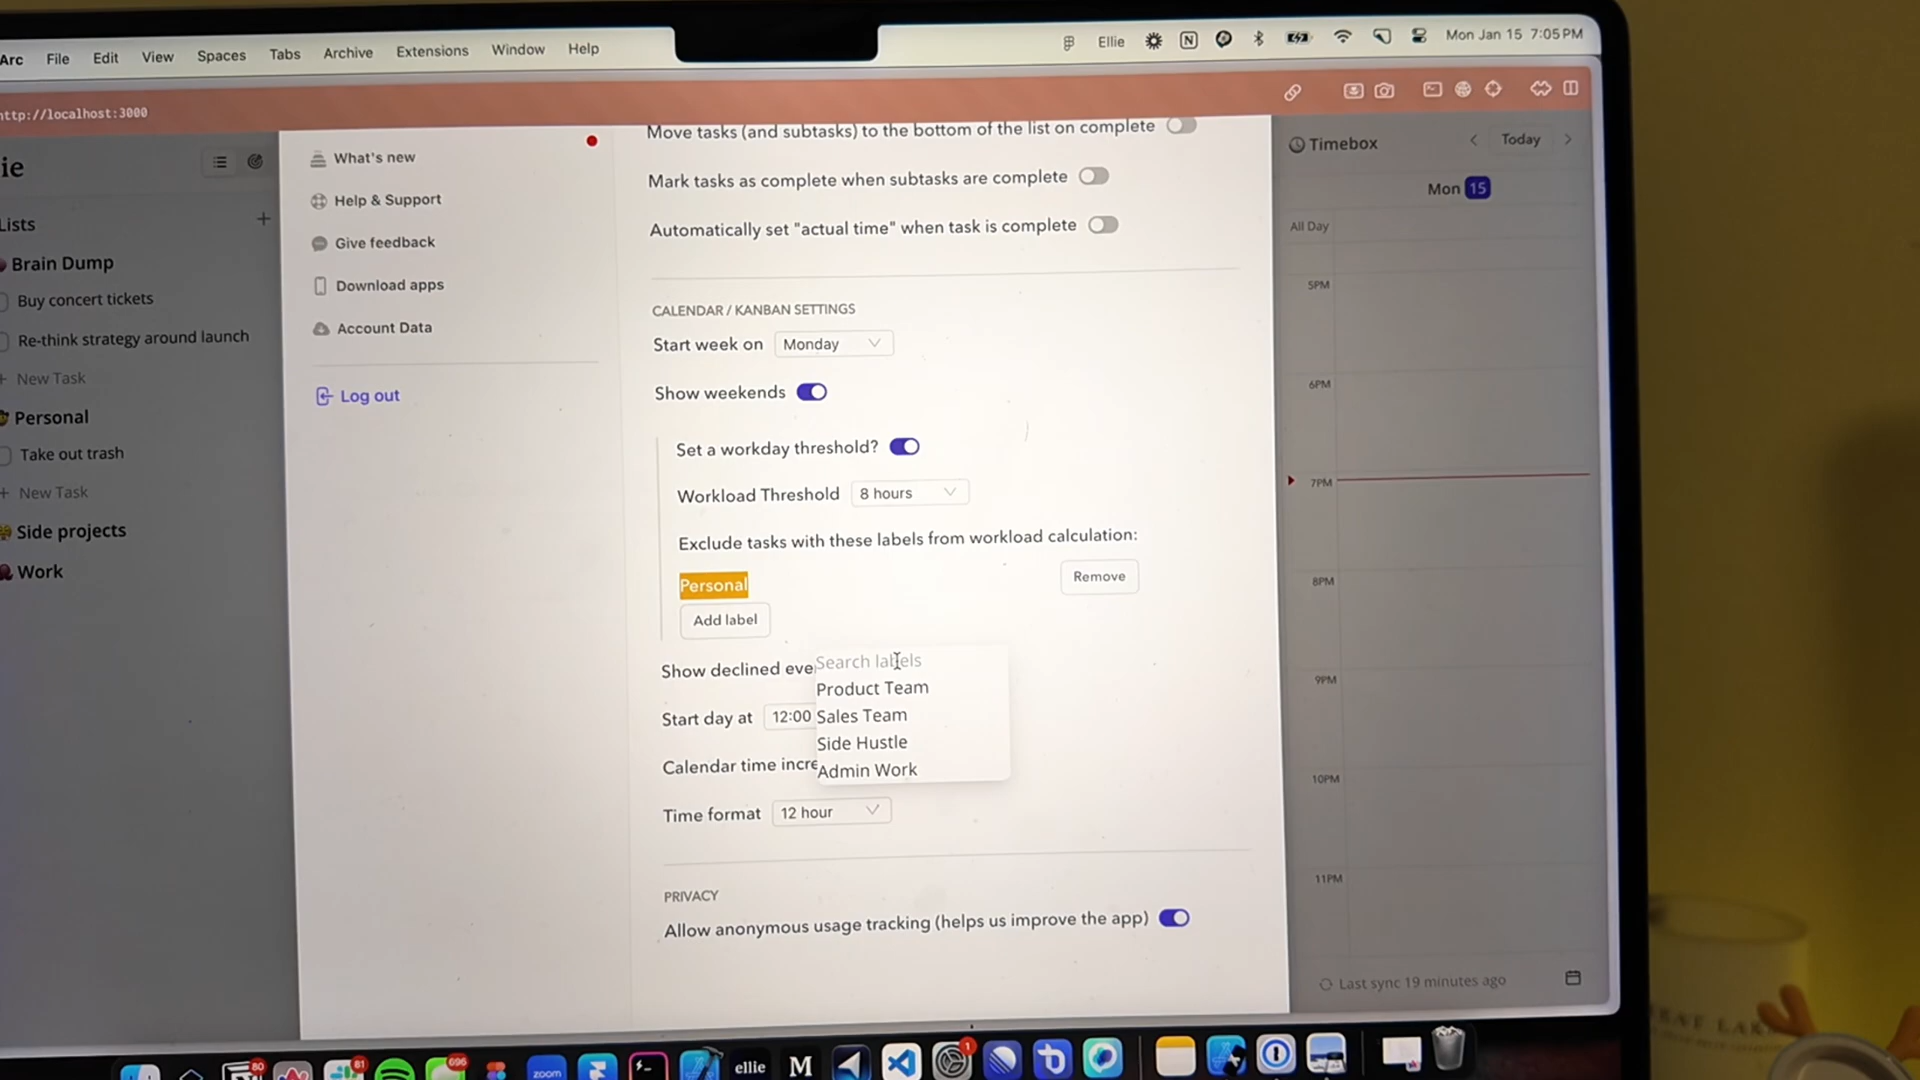 Arc File Edit View Spaces Tabs Archive Extensions Window Help
Ellie
Mon Jan 15 7:05 PM
http://localhost:3000
ie
Lists
Brain Dump
Buy concert tickets
Re-think strategy around launch
+ New Task
Personal
Take out trash
+ New Task
Side projects
Work
What's new
Help & Support
Give feedback
Download apps
Account Data
Log out
Move tasks (and subtasks) to the bottom of the list on complete
Mark tasks as complete when subtasks are complete
Automatically set "actual time" when task is complete
CALENDAR / KANBAN SETTINGS
Start week on Monday
Show weekends
Set a workday threshold?
Workload Threshold 8 hours
Exclude tasks with these labels from workload calculation:
Personal Remove
Add label
Show declined eve
Search labels
Product Team
Start day at 12:00
Sales Team
Side Hustle
Calendar time incre
Admin Work
Time format 12 hour
PRIVACY
Allow anonymous usage tracking (helps us improve the app)
Timebox
Today
Mon 15
All Day
5PM
6PM
7PM
8PM
9PM
10PM
11PM
Last sync 19 minutes ago
80
81
696
zoom
ellie
M
1